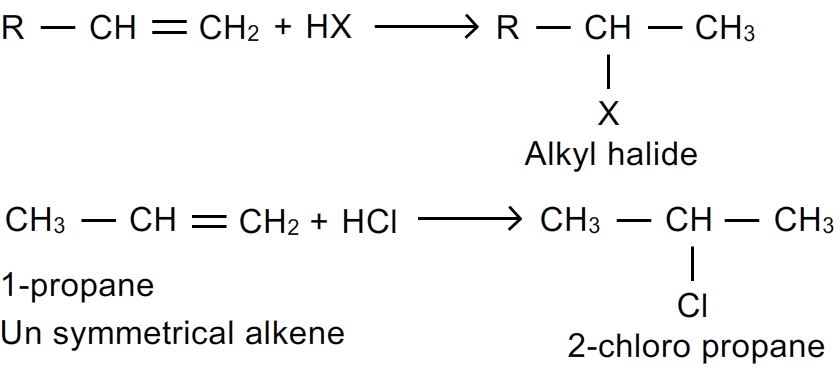 R — CH = CH₂ + HX ⟶ R — CH — CH₃
|
X
Alkyl halide
CH₃ — CH = CH₂ + HCl ⟶ CH₃ — CH — CH₃
|
1-propane
Cl
Un symmetrical alkene
2-chloro propane